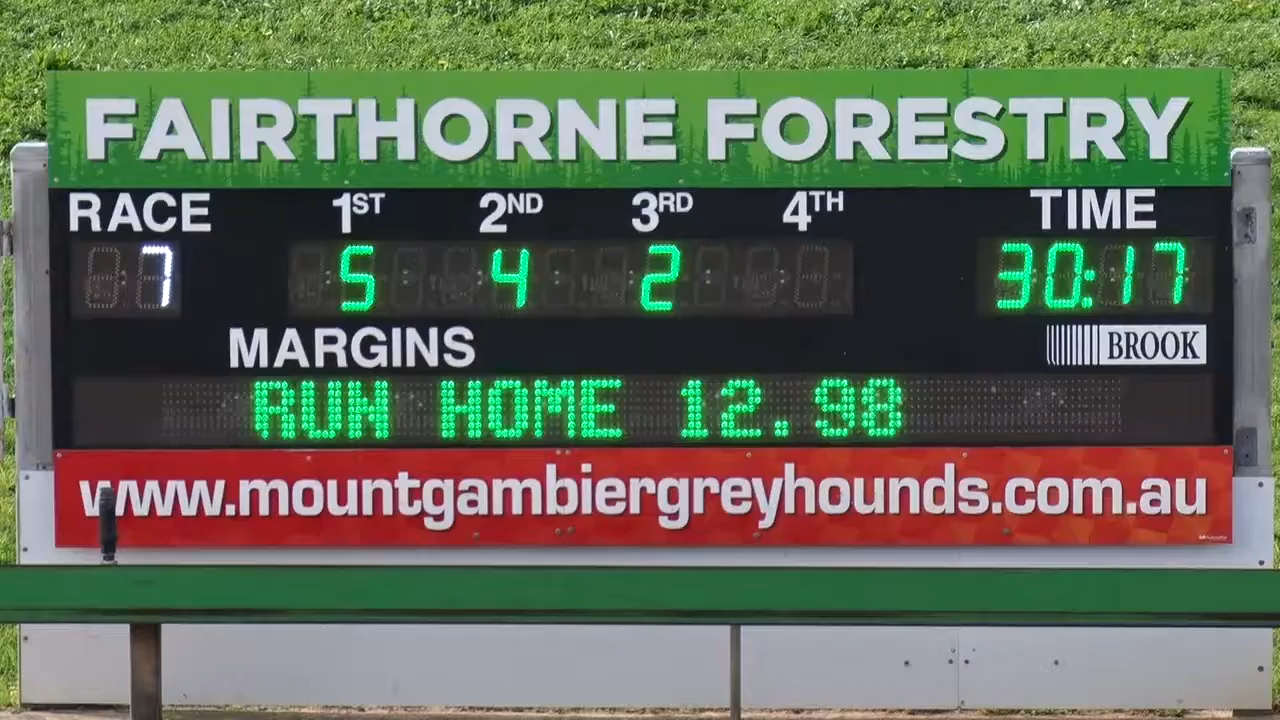 FAIRTHORNE FORESTRY
RACE 1ST 2ND 3RD 4TH TIME
7 5 4 2 30:17
MARGINS BROOK
RUN HOME 12.98
www.mountgambiergreyhounds.com.au